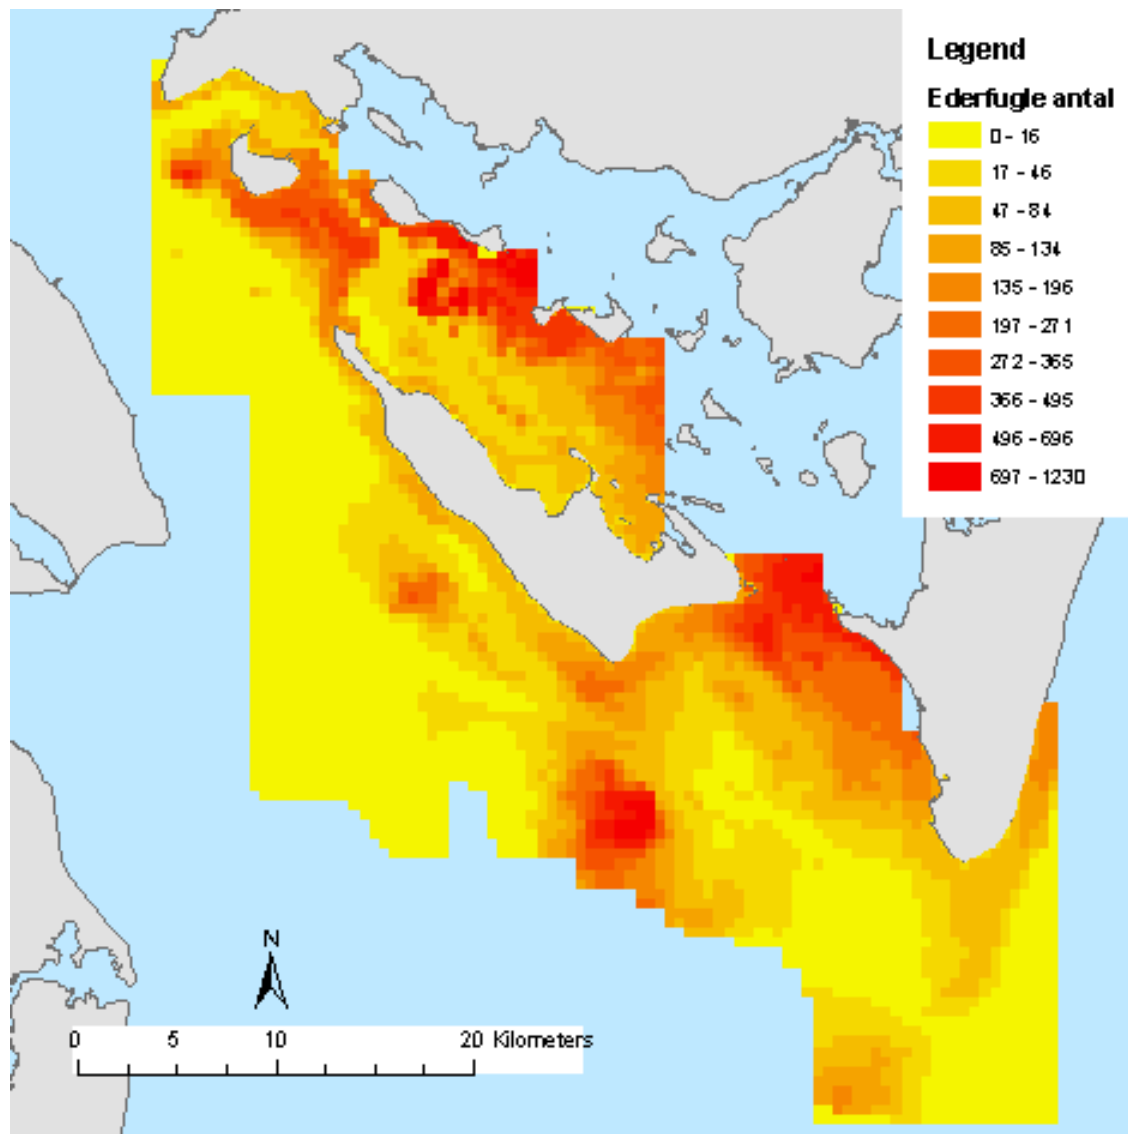 Legend
Ederfugle antal
0 - 16
17 - 46
47 - 84
85 - 134
135 - 196
197 - 271
272 - 365
366 - 495
496 - 696
697 - 1230
N
0 5 10 20 Kilometers